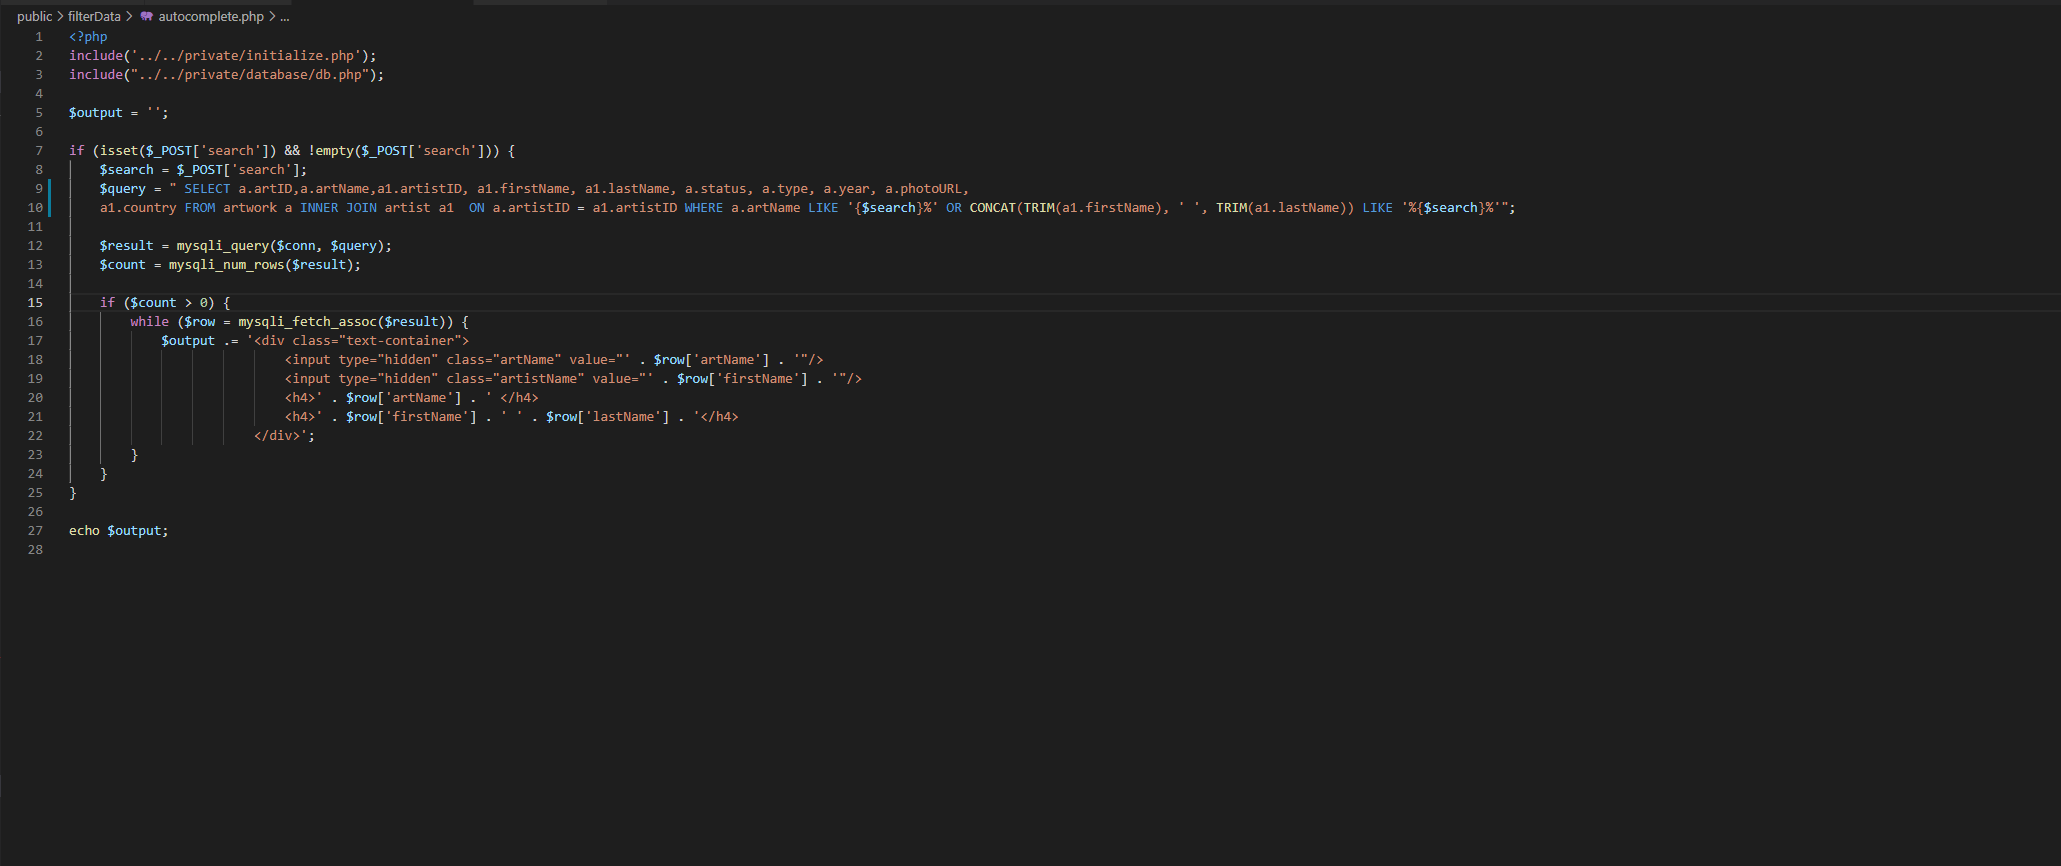 public > filterData > autocomplete.php > ...
1 <?php
2 include('../../private/initialize.php');
3 include("../../private/database/db.php");
4
5 $output = '';
6
7 if (isset($_POST['search']) && !empty($_POST['search'])) {
8 $search = $_POST['search'];
9 $query = " SELECT a.artID,a.artName,a1.artistID, a1.firstName, a1.lastName, a.status, a.type, a.year, a.photoURL,
10 a1.country FROM artwork a INNER JOIN artist a1  ON a.artistID = a1.artistID WHERE a.artName LIKE '{$search}%' OR CONCAT(TRIM(a1.firstName), ' ', TRIM(a1.lastName)) LIKE '%{$search}%'";
11
12 $result = mysqli_query($conn, $query);
13 $count = mysqli_num_rows($result);
14
15 if ($count > 0) {
16 while ($row = mysqli_fetch_assoc($result)) {
17 $output .= '<div class="text-container">
18 <input type="hidden" class="artName" value="' . $row['artName'] . '"/>
19 <input type="hidden" class="artistName" value="' . $row['firstName'] . '"/>
20 <h4>' . $row['artName'] . ' </h4>
21 <h4>' . $row['firstName'] . ' ' . $row['lastName'] . '</h4>
22 </div>';
23 }
24 }
25 }
26
27 echo $output;
28